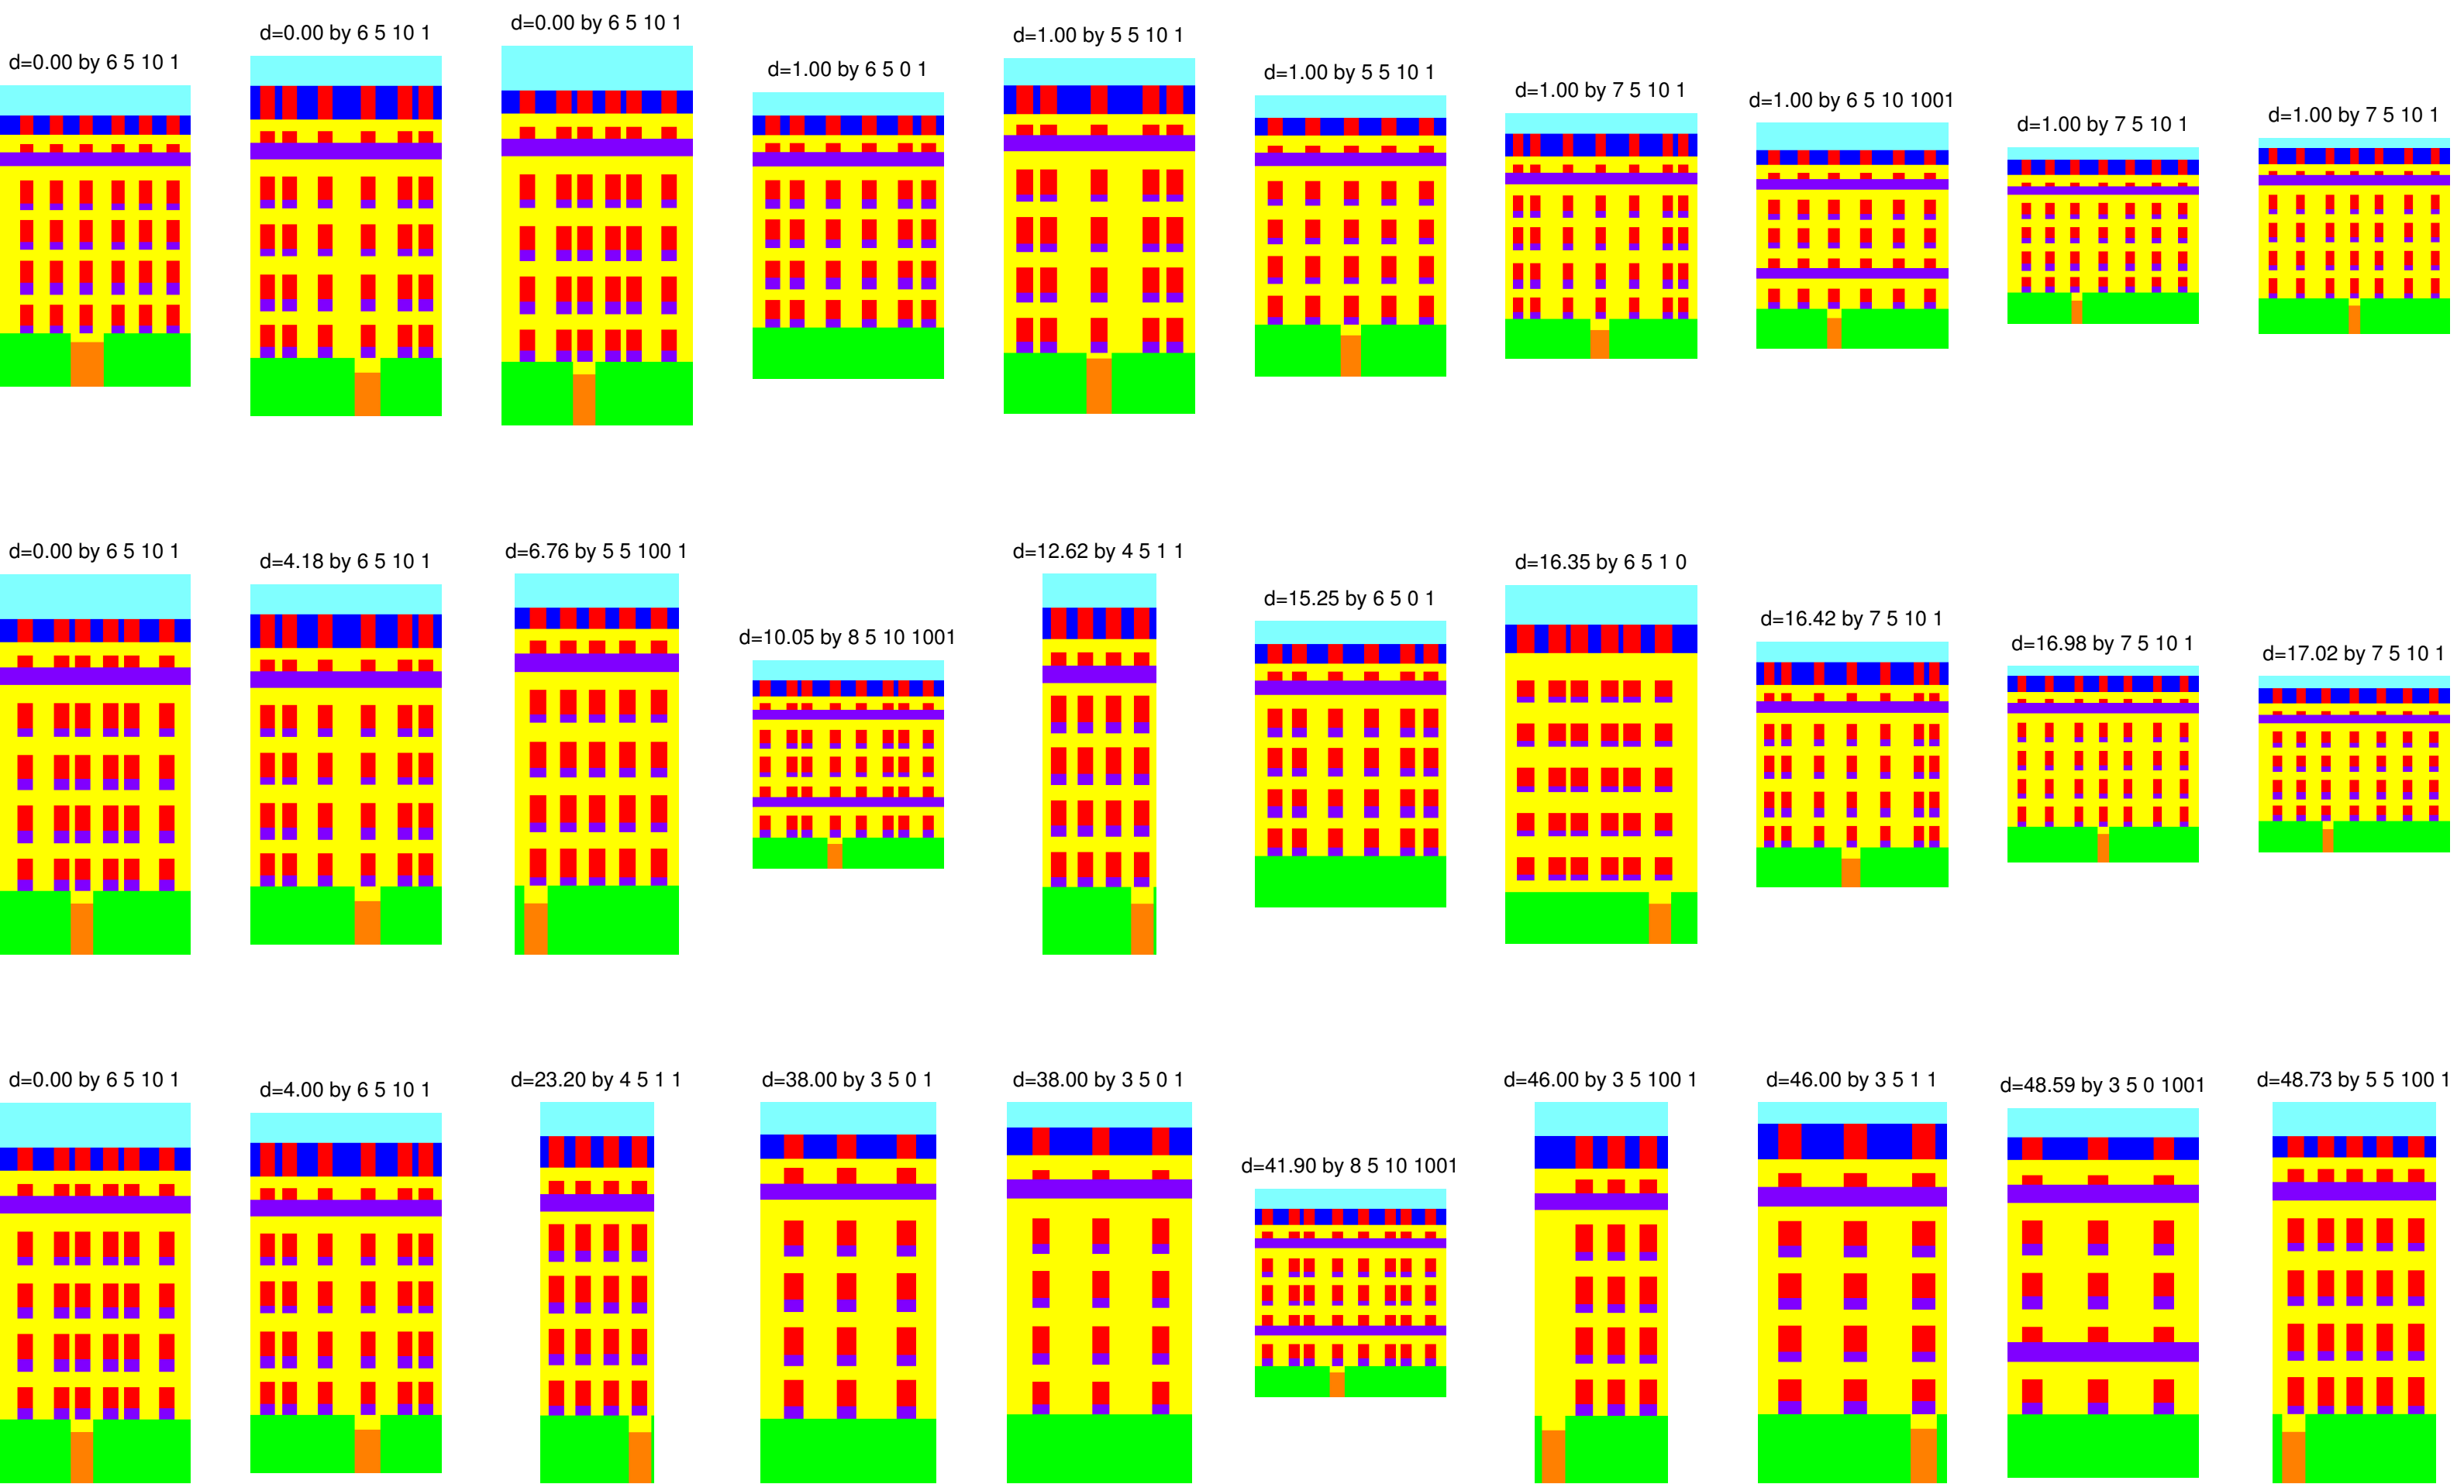 d=0.00 by 6 5 10 1
d=0.00 by 6 5 10 1
d=0.00 by 6 5 10 1
d=1.00 by 6 5 0 1
d=1.00 by 5 5 10 1
d=1.00 by 5 5 10 1
d=1.00 by 7 5 10 1
d=1.00 by 6 5 10 1001
d=1.00 by 7 5 10 1
d=1.00 by 7 5 10 1
d=0.00 by 6 5 10 1
d=4.18 by 6 5 10 1
d=6.76 by 5 5 100 1
d=10.05 by 8 5 10 1001
d=12.62 by 4 5 1 1
d=15.25 by 6 5 0 1
d=16.35 by 6 5 1 0
d=16.42 by 7 5 10 1
d=16.98 by 7 5 10 1
d=17.02 by 7 5 10 1
d=0.00 by 6 5 10 1
d=4.00 by 6 5 10 1
d=23.20 by 4 5 1 1
d=38.00 by 3 5 0 1
d=38.00 by 3 5 0 1
d=41.90 by 8 5 10 1001
d=46.00 by 3 5 100 1
d=46.00 by 3 5 1 1
d=48.59 by 3 5 0 1001
d=48.73 by 5 5 100 1